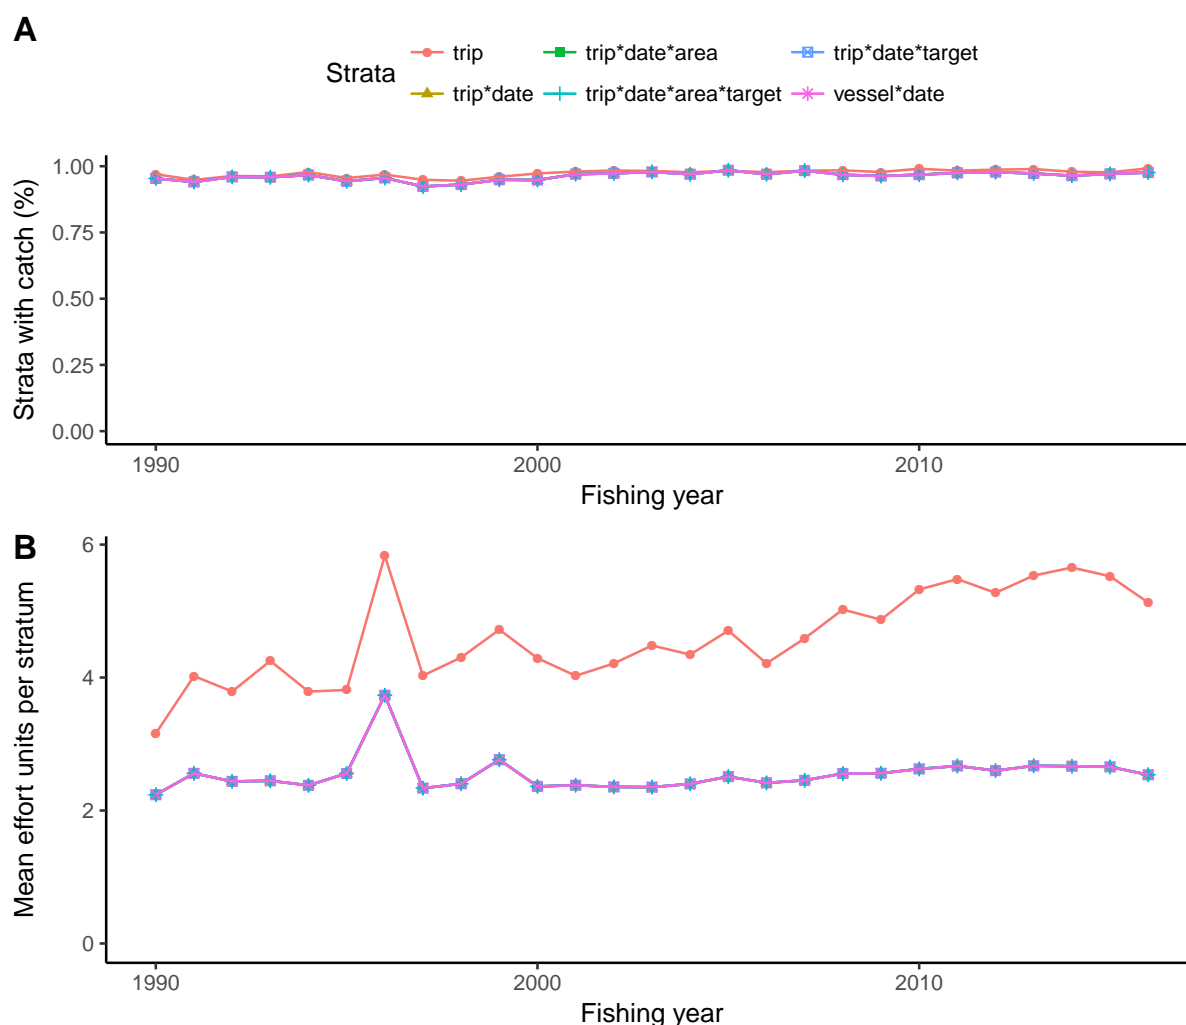 A
Strata
trip
trip*date*area
trip*date*target
trip*date
trip*date*area*target
vessel*date
Strata with catch (%)
1.00
0.75
0.50
0.25
0.00
1990
2000
2010
Fishing year
B
Mean effort units per stratum
6
4
2
0
1990
2000
2010
Fishing year